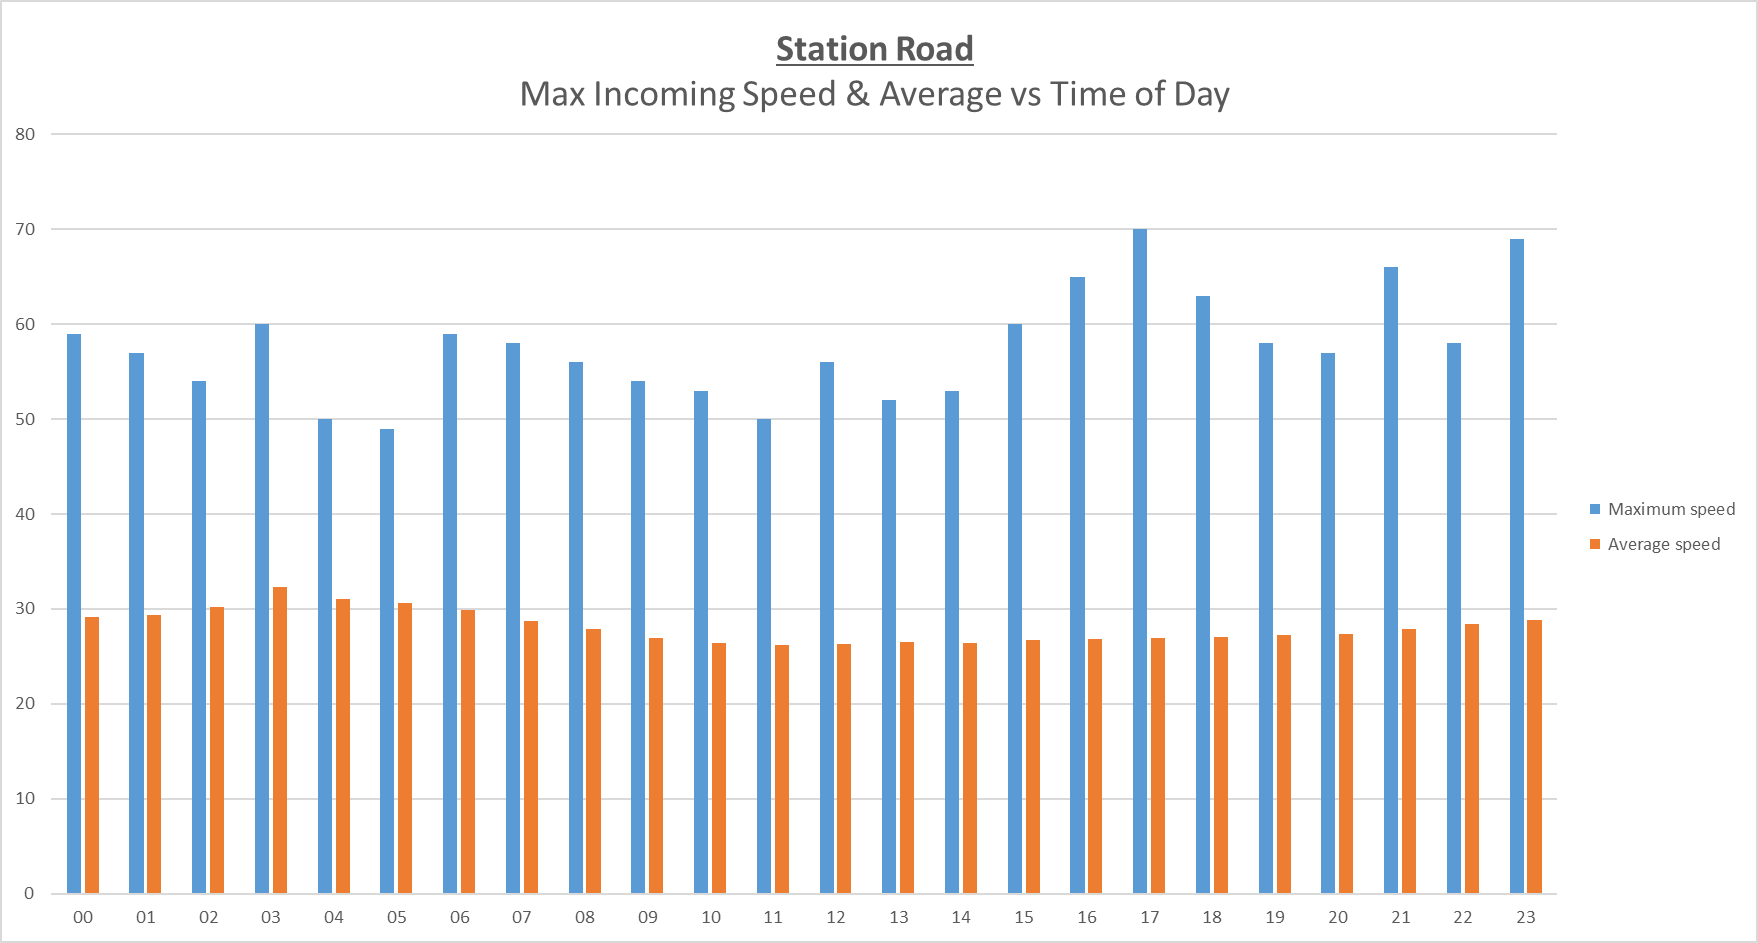 Station Road
Max Incoming Speed & Average vs Time of Day
80
70
60
50
40
30
20
10
0
00 01 02 03 04 05 06 07 08 09 10 11 12 13 14 15 16 17 18 19 20 21 22 23
Maximum speed
Average speed